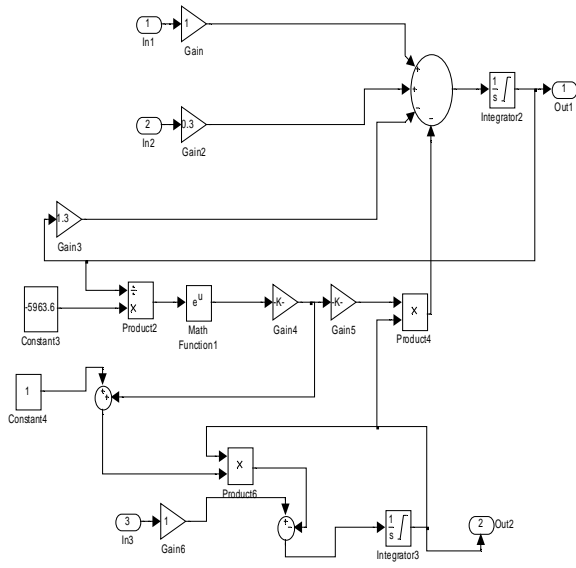 1
In1
1
Gain
2
In2
0.3
Gain2
+
+
-
-
1
s
Integrator2
1
Out1
1.3
Gain3
-5963.6
Constant3
÷
X
Product2
e^u
Math
Function1
-K-
Gain4
-K-
Gain5
X
Product4
1
Constant4
+
+
X
Product6
3
In3
1
Gain6
+
-
1
s
Integrator3
2
Out2